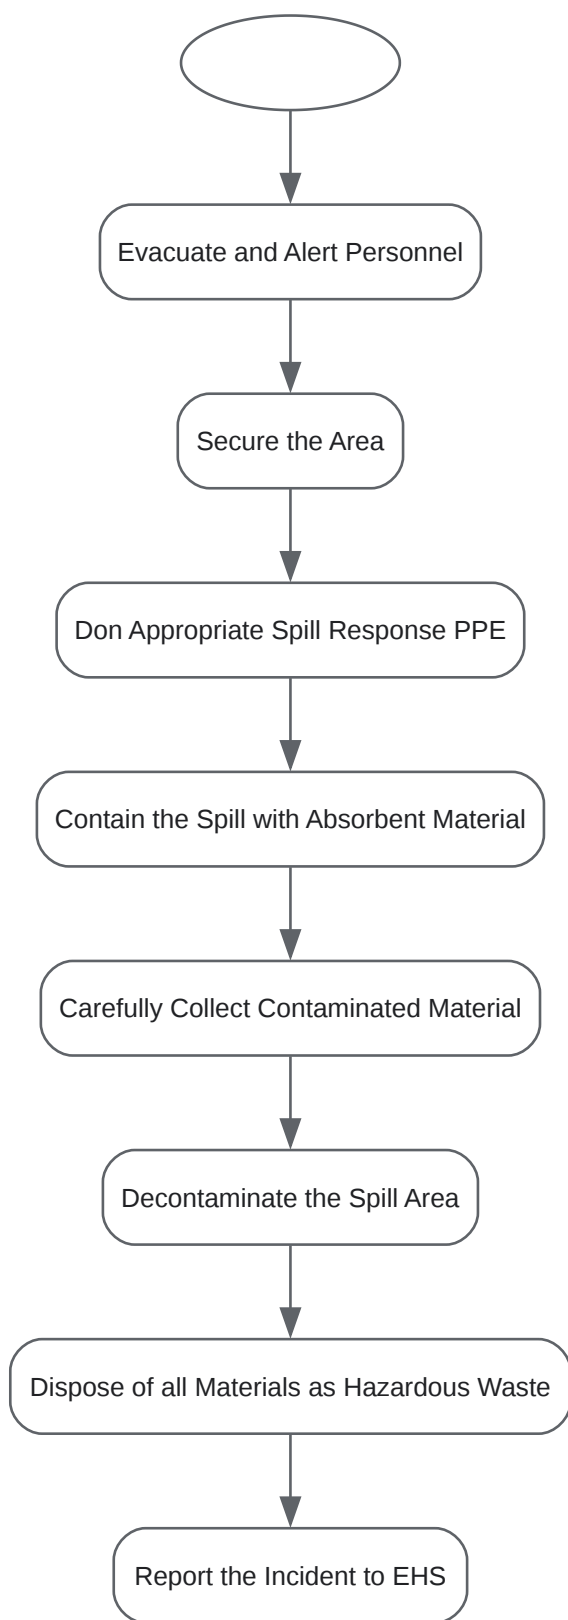 Evacuate and Alert Personnel
Secure the Area
Don Appropriate Spill Response PPE
Contain the Spill with Absorbent Material
Carefully Collect Contaminated Material
Decontaminate the Spill Area
Dispose of all Materials as Hazardous Waste
Report the Incident to EHS